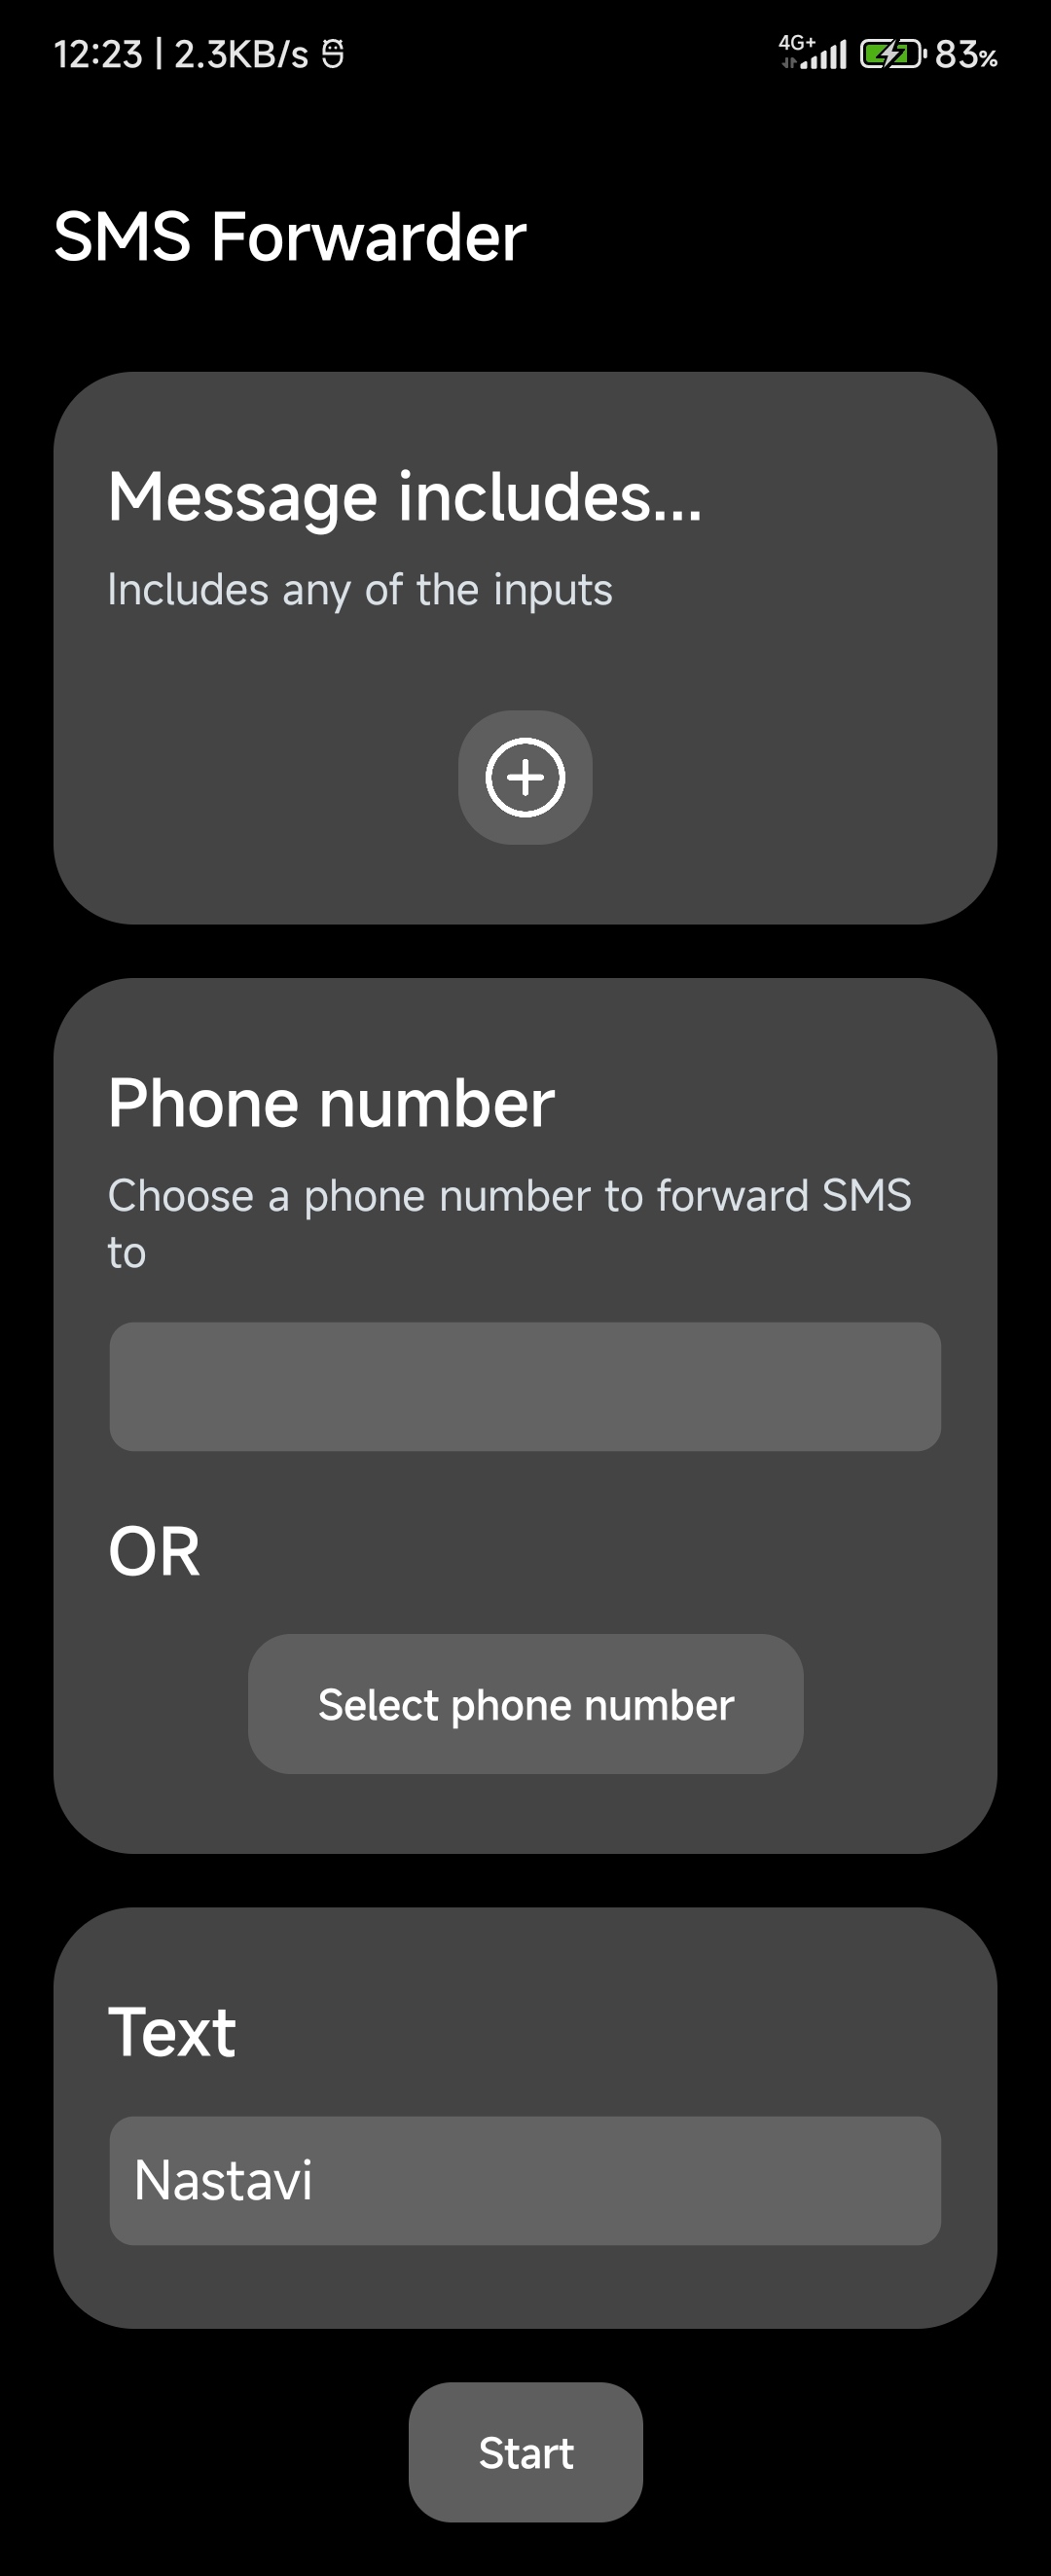 12:23 | 2.3KB/s
4G+
83%
SMS Forwarder
Message includes...
Includes any of the inputs
Phone number
Choose a phone number to forward SMS
to
OR
Select phone number
Text
Nastavi
Start